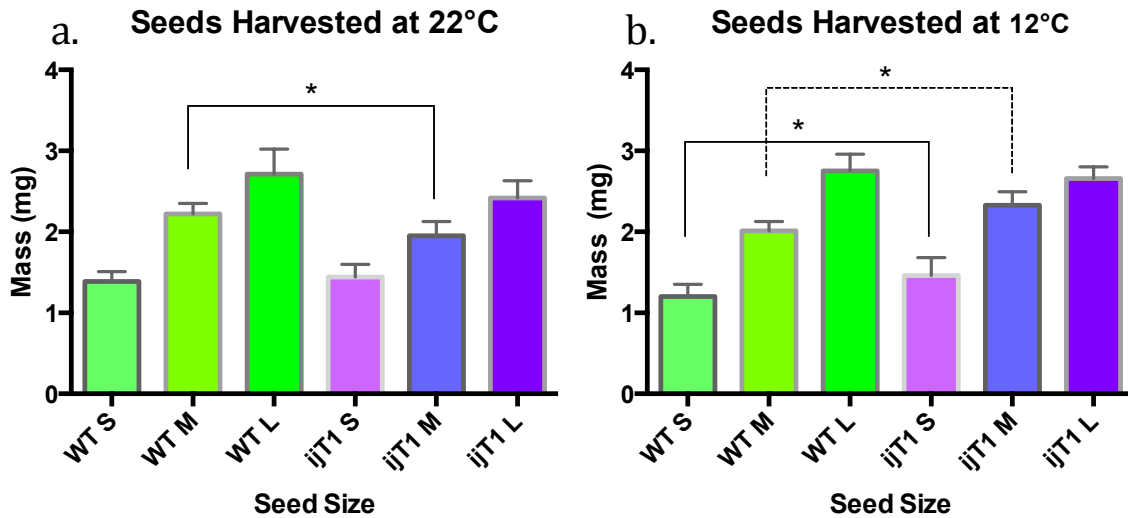 a.
Seeds Harvested at 22°C
Mass (mg)
4
3
2
1
0
*
WT S
WT M
WT L
ijT1 S
ijT1 M
ijT1 L
Seed Size
b.
Seeds Harvested at 12°C
Mass (mg)
4
3
2
1
0
*
*
WT S
WT M
WT L
ijT1 S
ijT1 M
ijT1 L
Seed Size